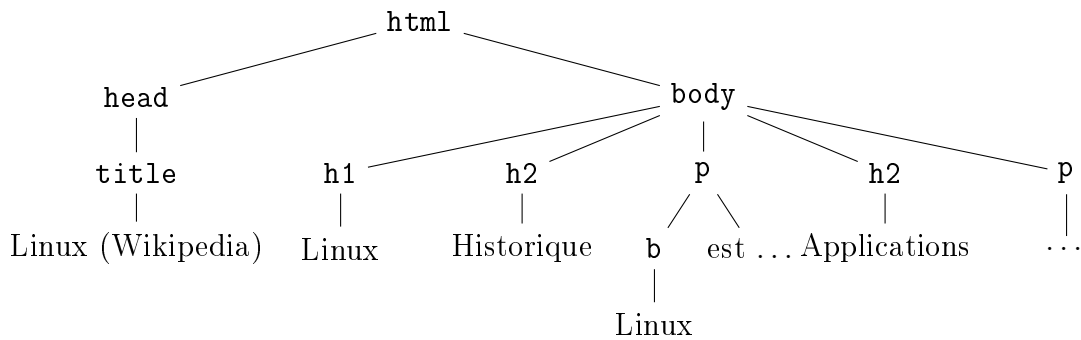 html
head body
title h1 h2 p h2 p
Linux (Wikipedia) Linux Historique b est ... Applications ...
Linux